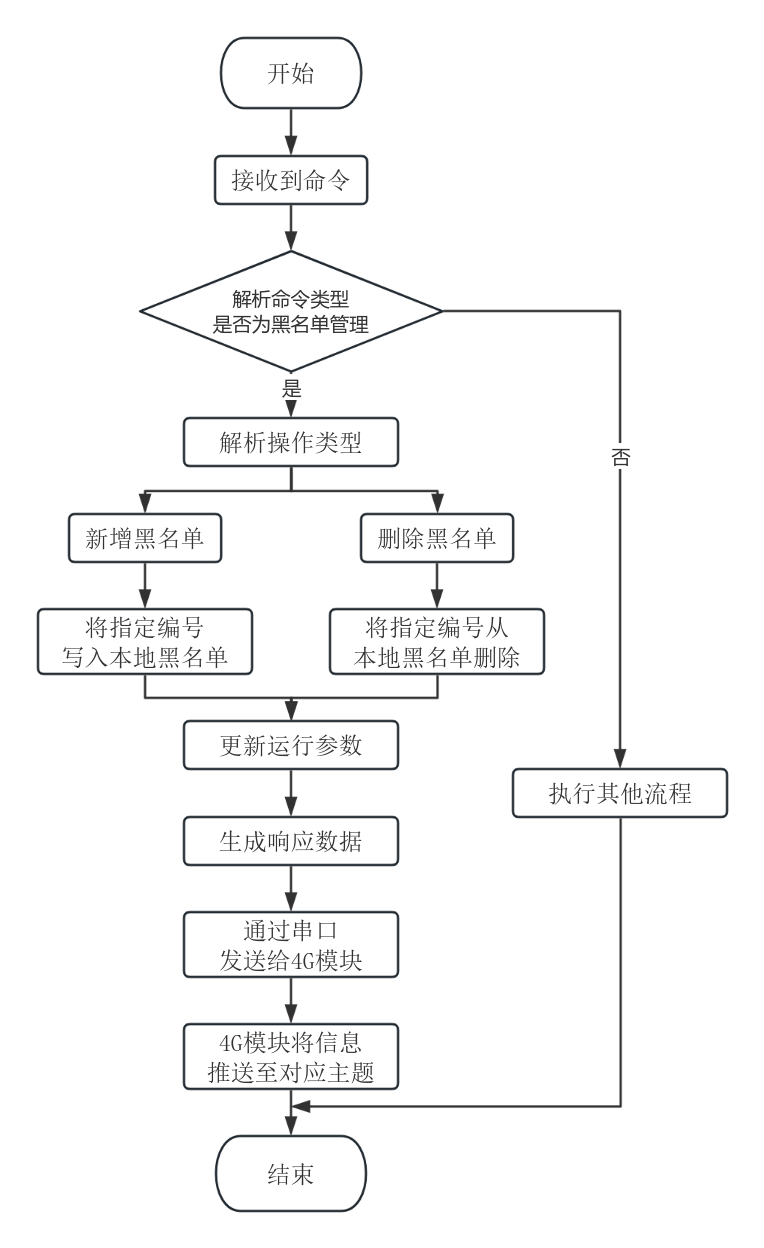 开始
接收到命令
解析命令类型
是否为黑名单管理
是
否
解析操作类型
新增黑名单
删除黑名单
将指定编号
写入本地黑名单
将指定编号从
本地黑名单删除
更新运行参数
执行其他流程
生成响应数据
通过串口
发送给4G模块
4G模块将信息
推送至对应主题
结束